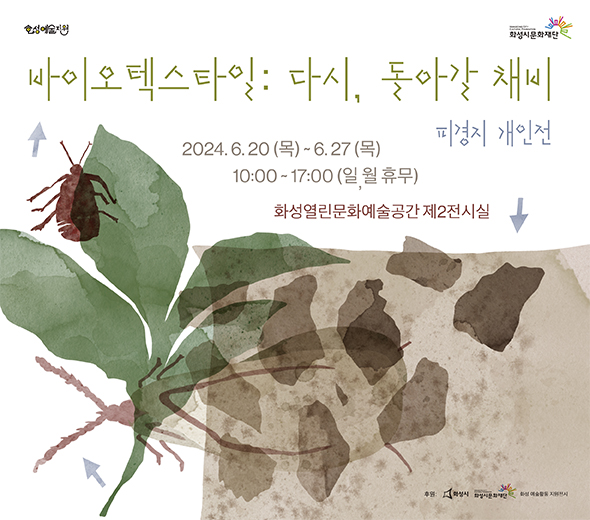 화성예술지원
화성시문화재단
바이오텍스타일: 다시, 돌아갈 채비
피경지 개인전
2024. 6. 20 (목) ~ 6. 27 (목)
10:00 ~ 17:00 (일,월 휴무)
화성열린문화예술공간 제2전시실
후원: 화성시 화성시문화재단 화성 예술활동 지원전시